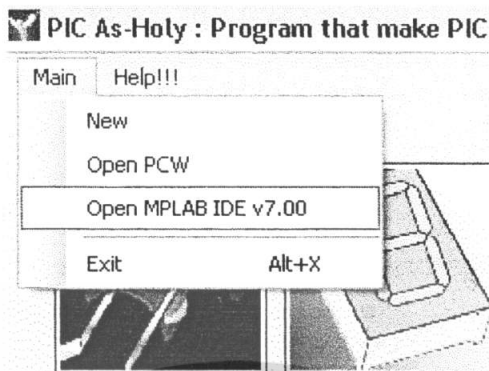 PIC As-Holy : Program that make PIC
Main Help!!!
New
Open PCW
Open MPLAB IDE v7.00
Exit Alt+X